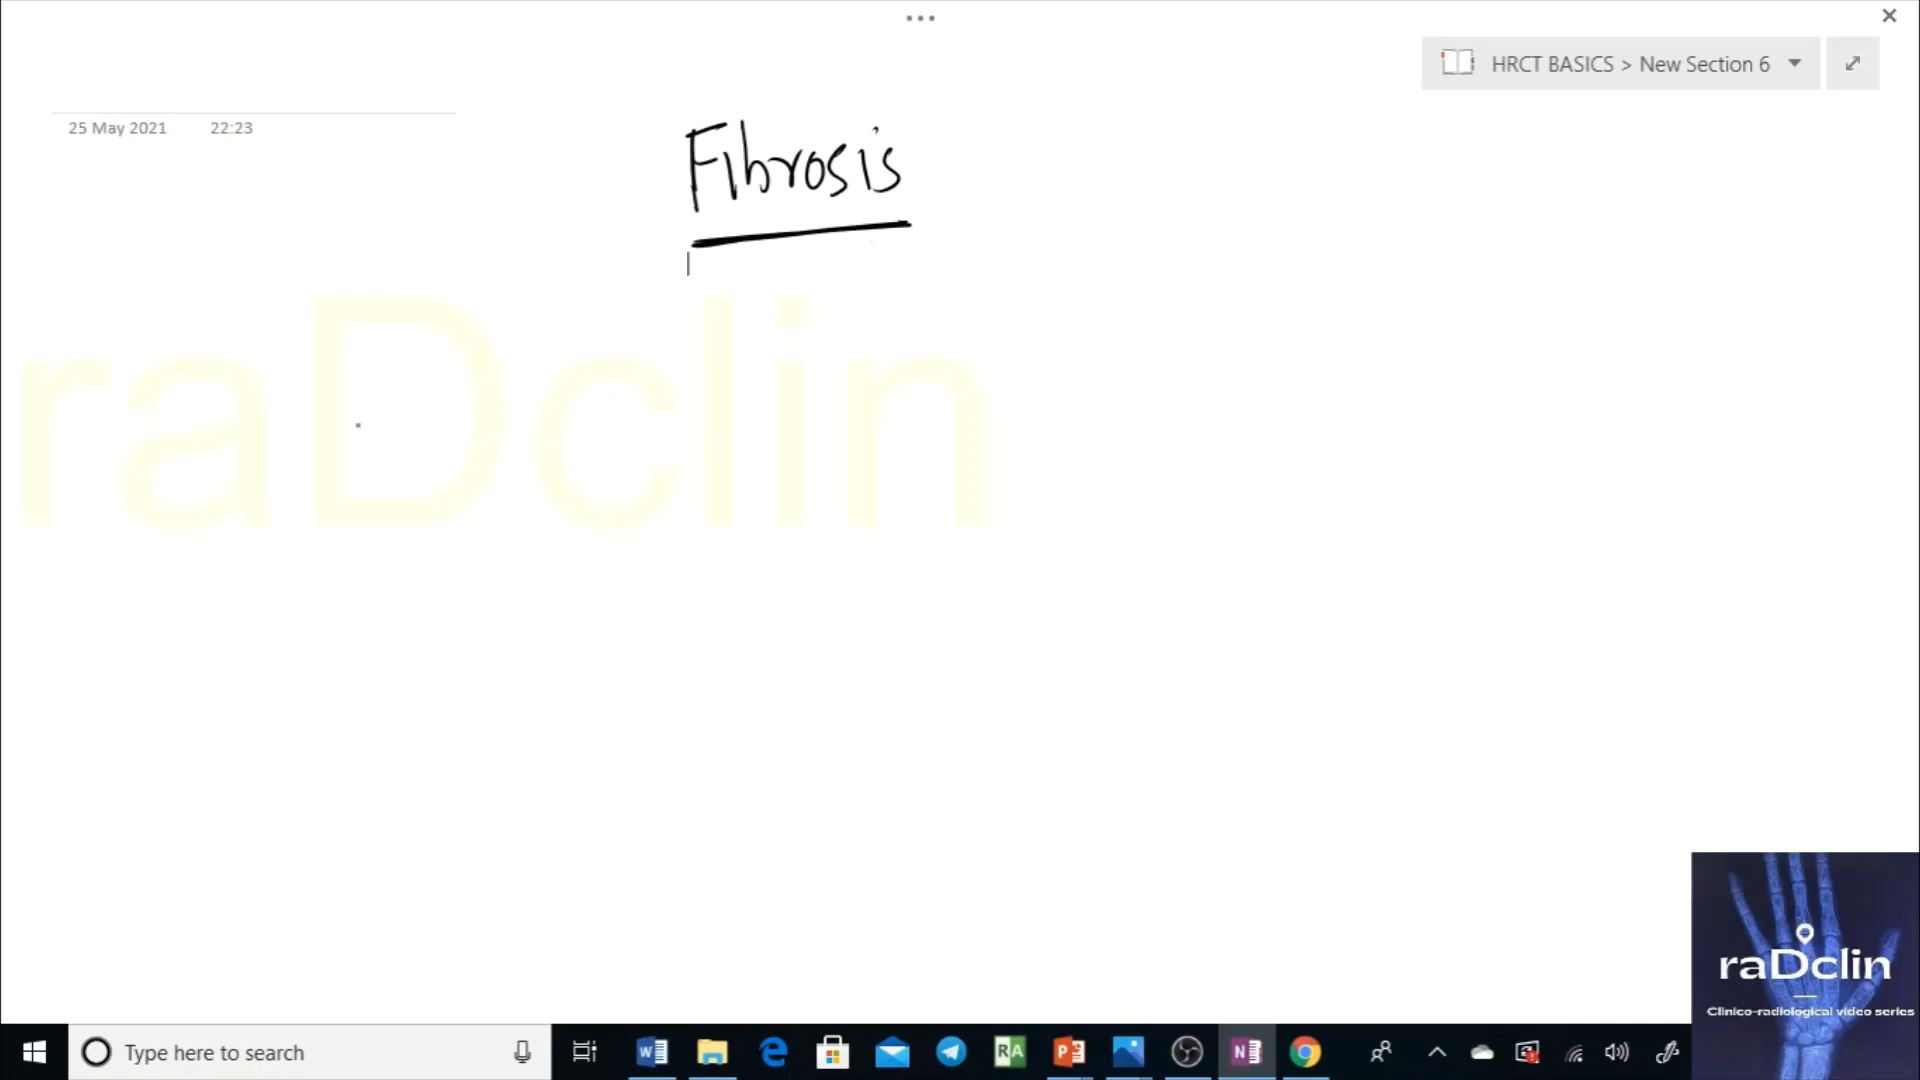 HRCT BASICS > New Section 6
25 May 2021 22:23
Fibrosis
raDclin
raDclin
Clinico-radiological video series
Type here to search